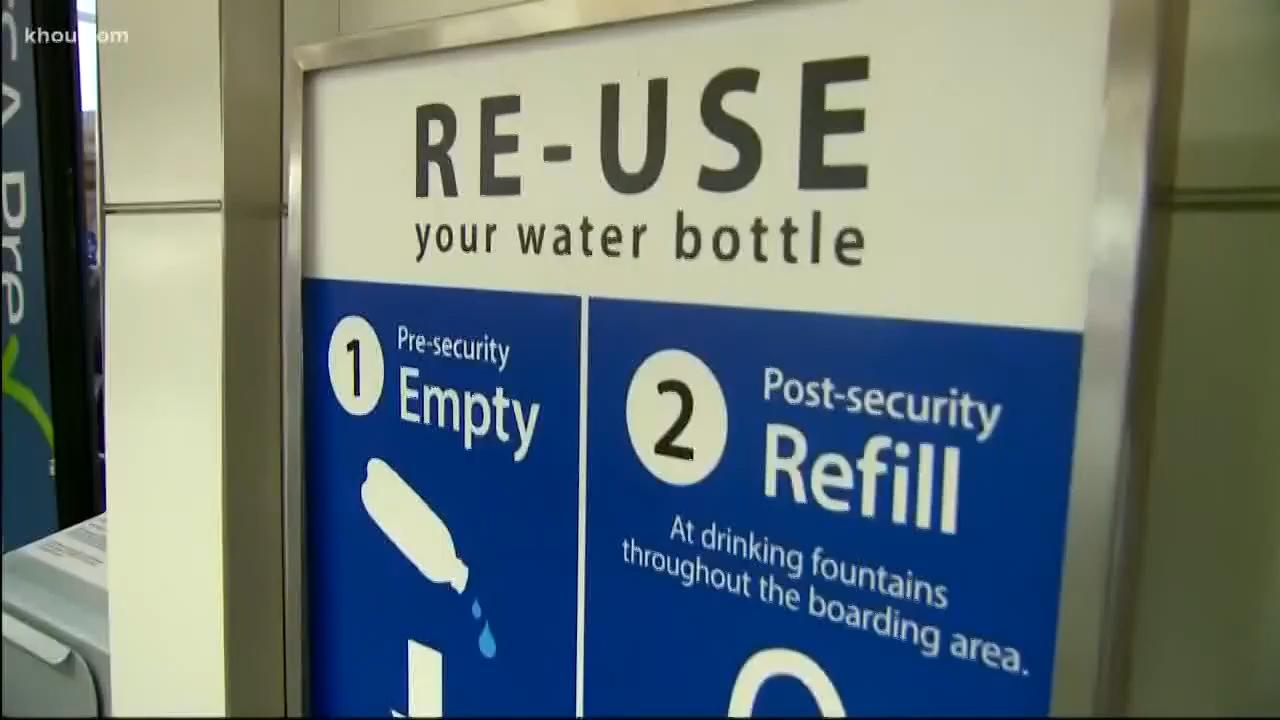 khou.com
RE-USE
your water bottle
1
Pre-security
Empty
2
Post-security
Refill
At drinking fountains
throughout the boarding area.
Pre